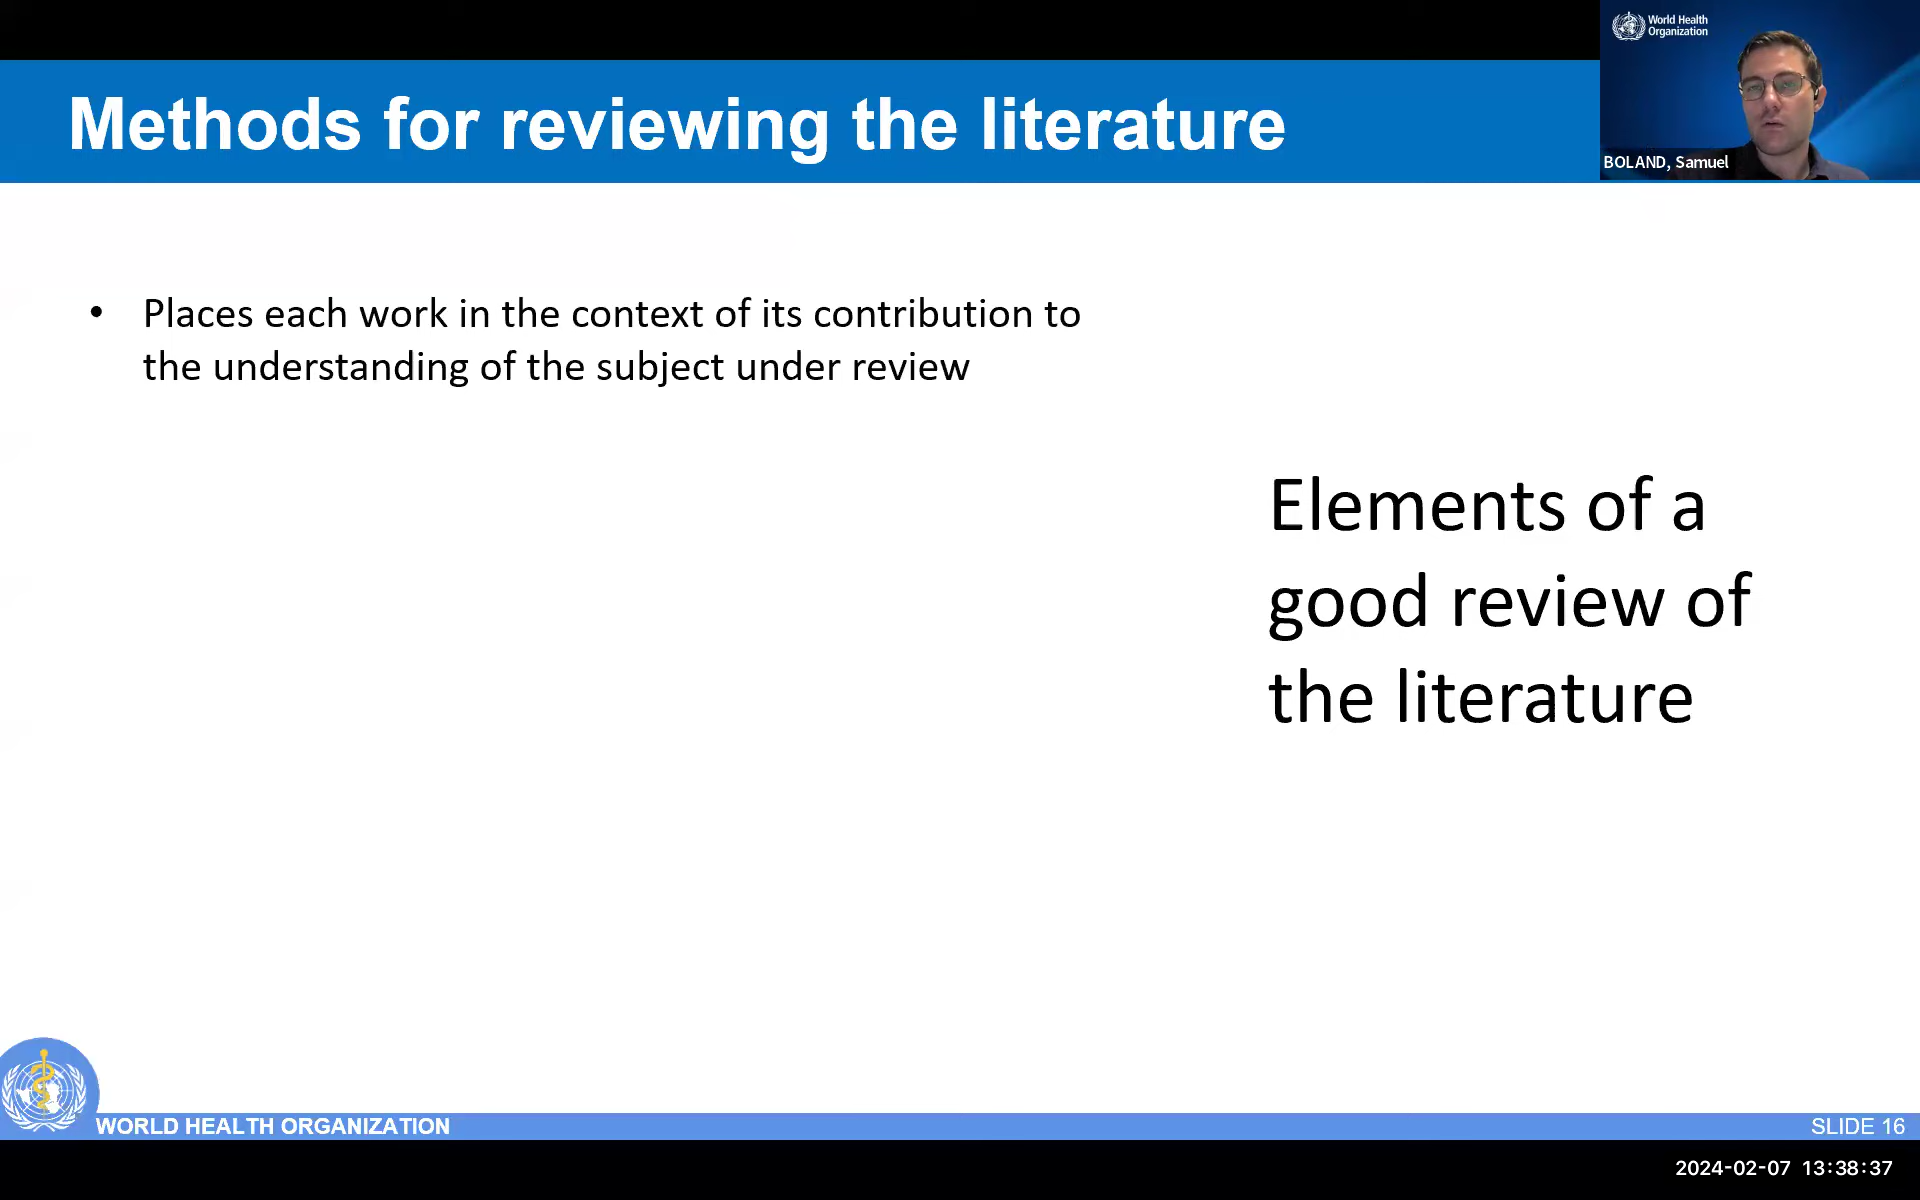 World Health
Organization
Methods for reviewing the literature
BOLAND, Samuel
• Places each work in the context of its contribution to
the understanding of the subject under review
Elements of a
good review of
the literature
WORLD HEALTH ORGANIZATION
SLIDE 16
2024-02-07 13:38:37